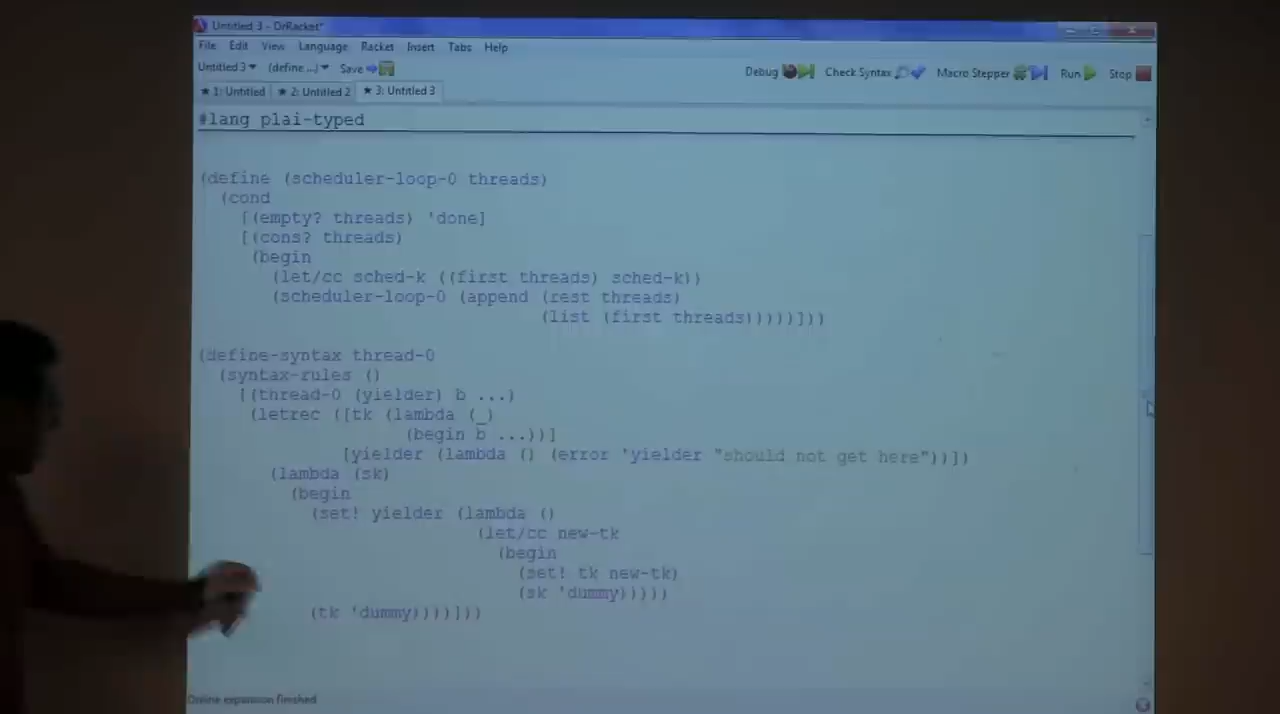 Untitled 3 - DrRacket*
File Edit View Language Racket Insert Tabs Help
Untitled 3 (define ...) Save Debug Check Syntax Macro Stepper Run Stop
1: Untitled 2: Untitled 2 3: Untitled 3
#lang plai-typed
(define (scheduler-loop-0 threads)
(cond
[(empty? threads) 'done]
[(cons? threads)
(begin
(let/cc sched-k ((first threads) sched-k))
(scheduler-loop-0 (append (rest threads)
(list (first threads)))))]))
(define-syntax thread-0
(syntax-rules ()
[(thread-0 (yielder) b ...)
(letrec ([tk (lambda (_)
(begin b ...))]
[yielder (lambda () (error 'yielder "should not get here"))])
(lambda (sk)
(begin
(set! yielder (lambda ()
(let/cc new-tk
(begin
(set! tk new-tk)
(sk 'dummy)))))
(tk 'dummy))))]))
Online expansion finished